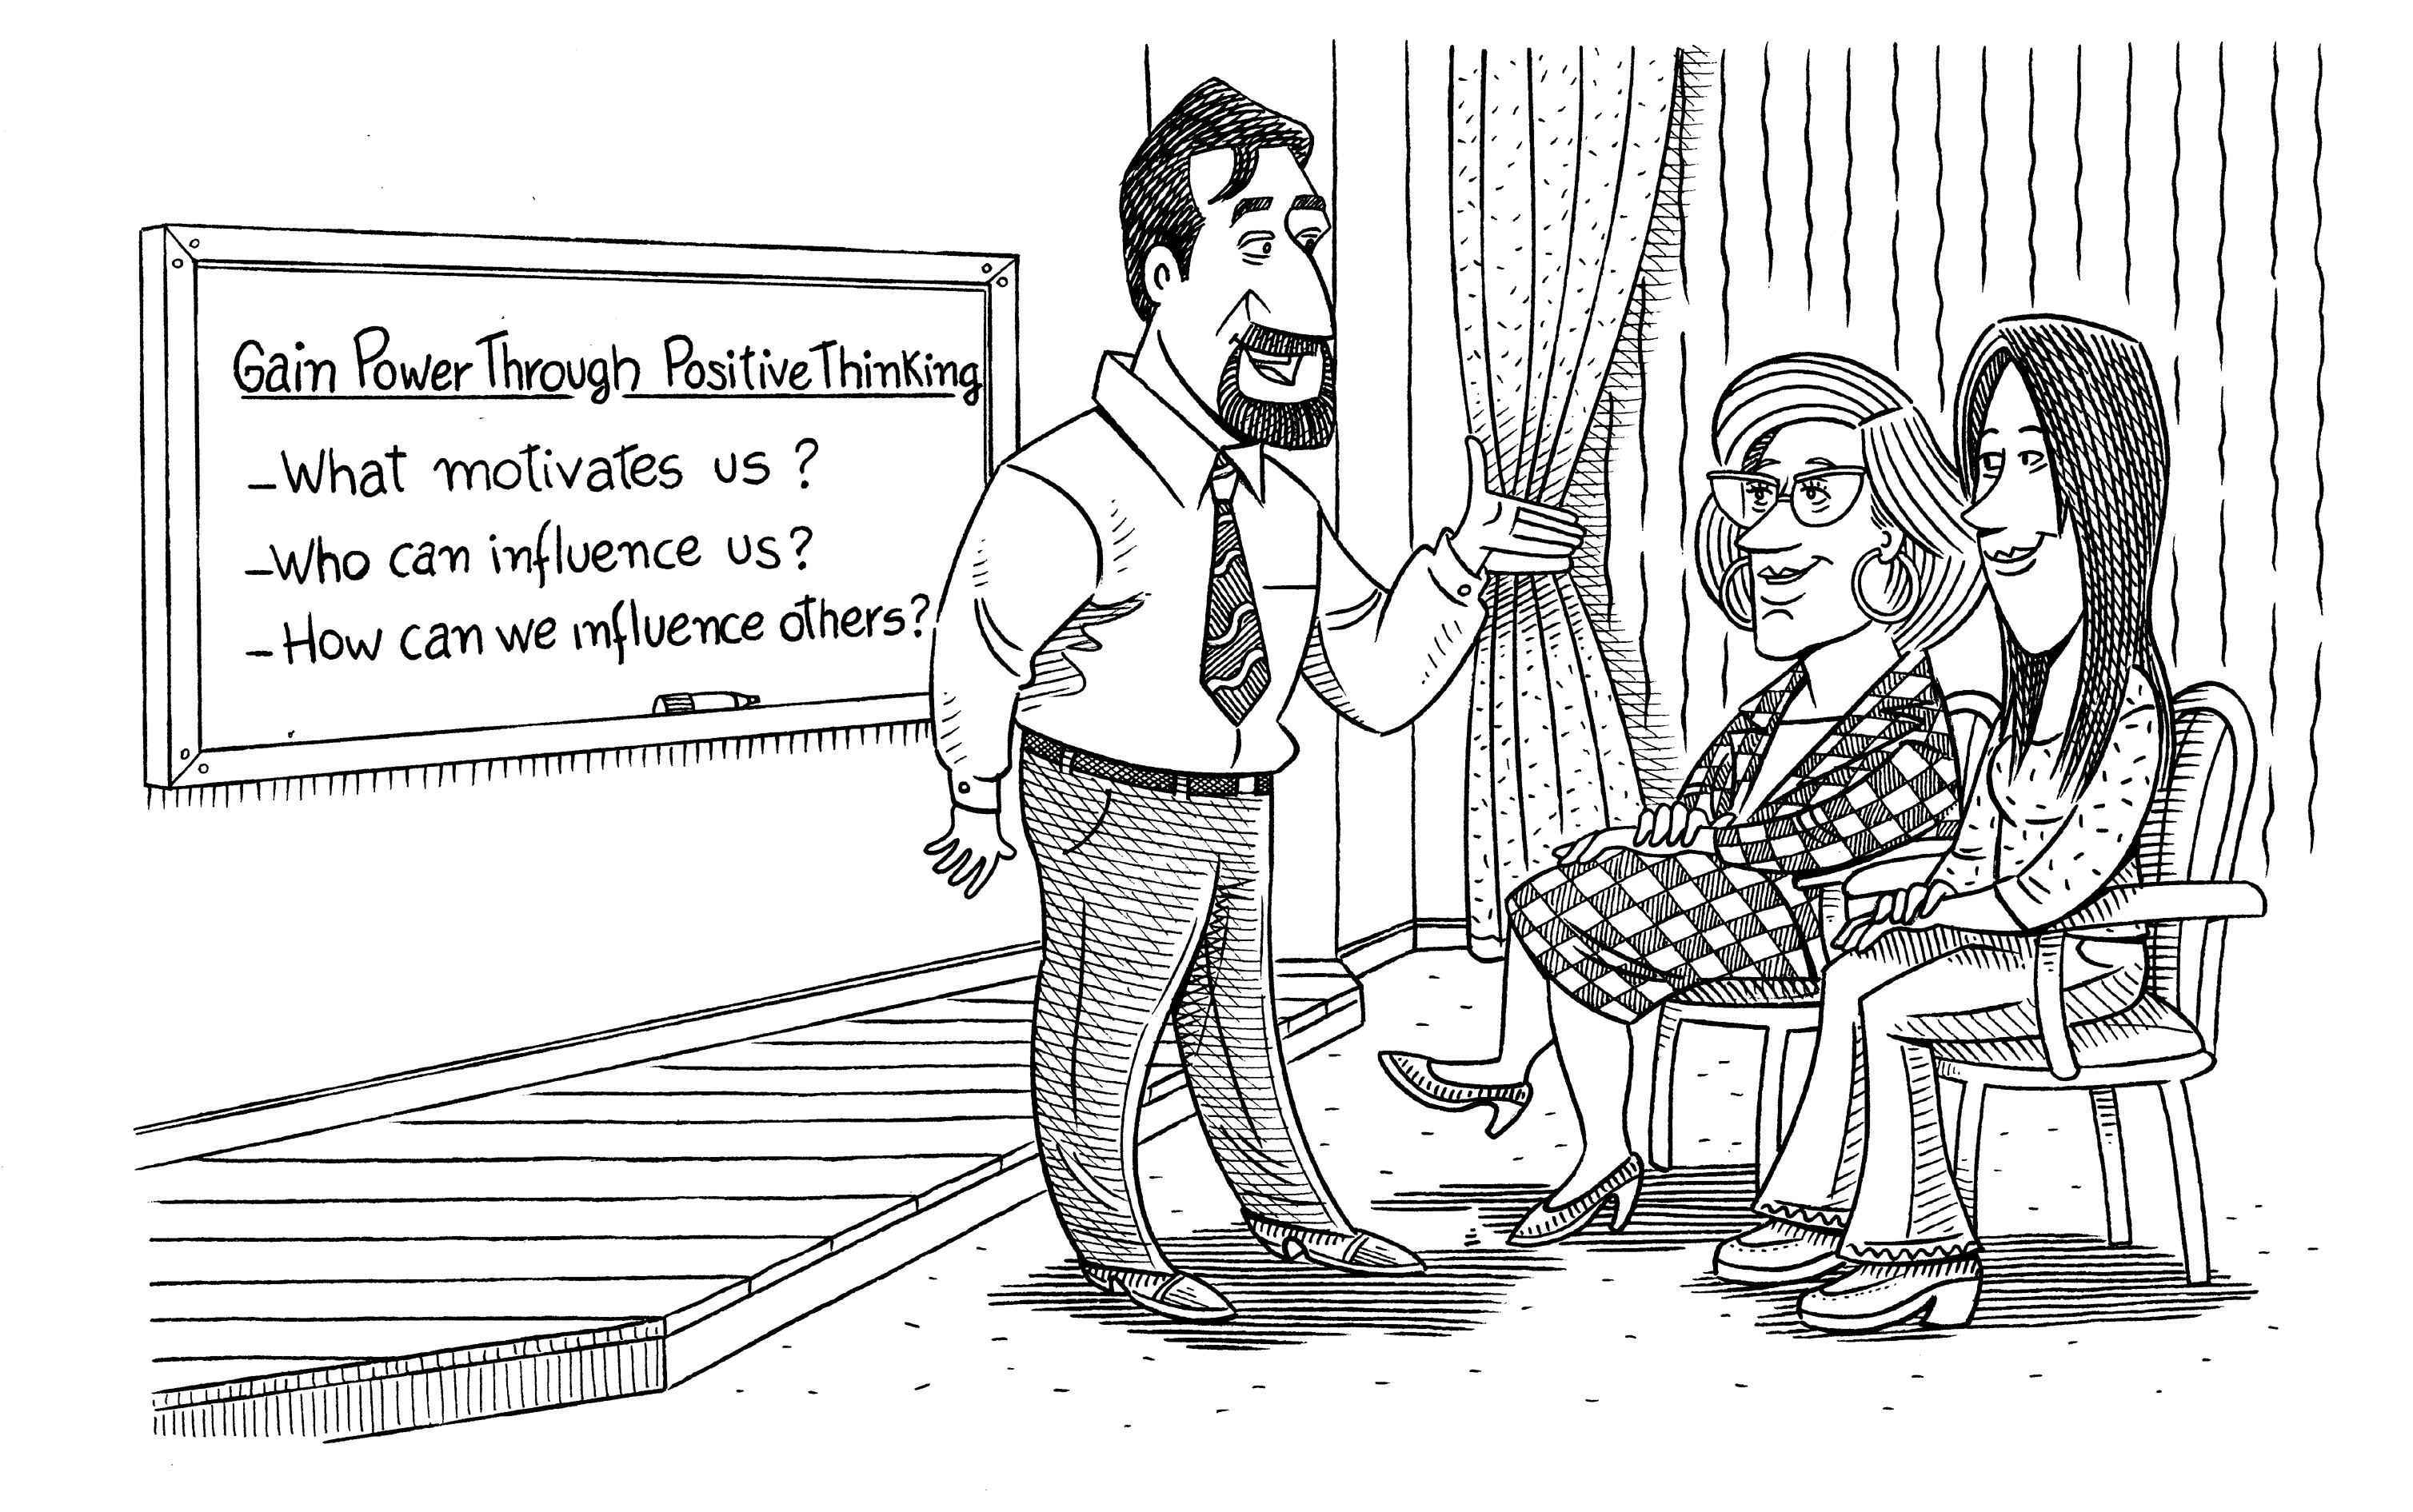 Gain Power Through Positive Thinking
- What motivates us ?
- Who can influence us ?
- How can we influence others?